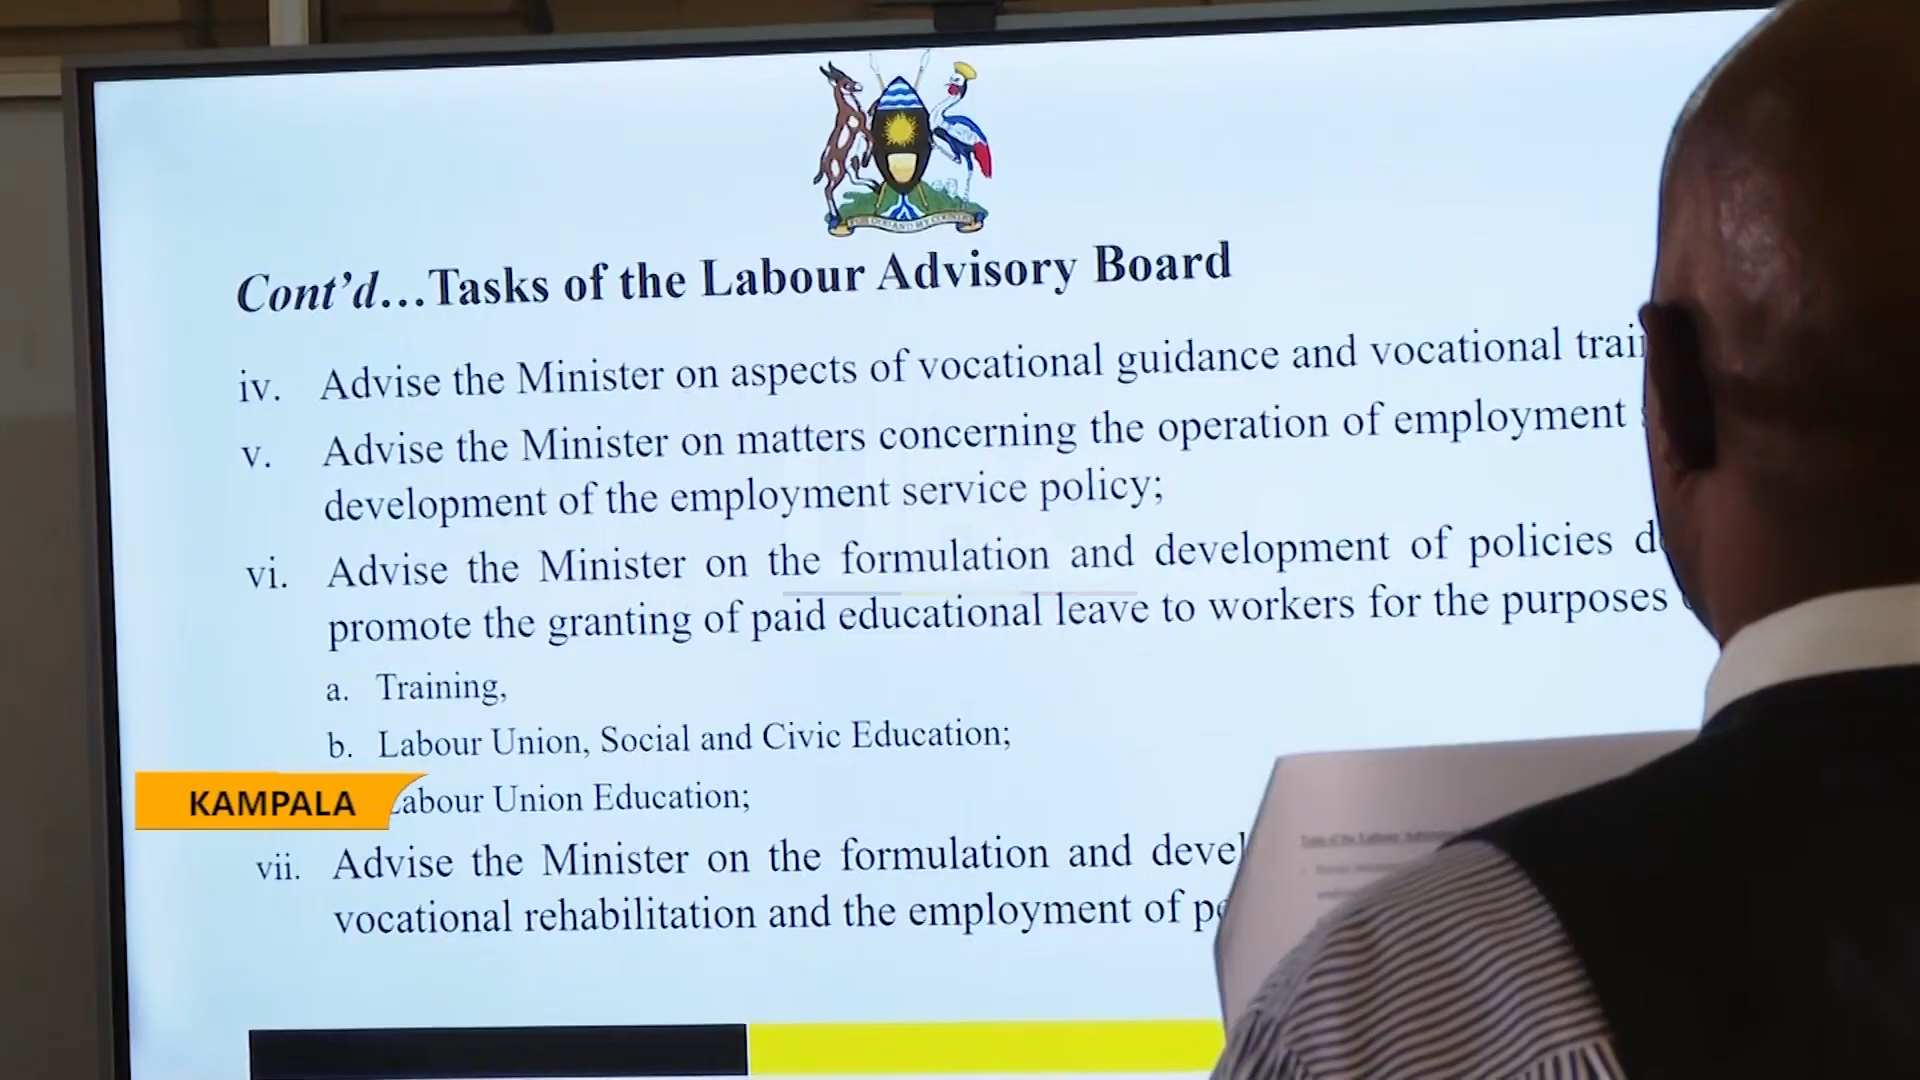 Cont'd...Tasks of the Labour Advisory Board
iv. Advise the Minister on aspects of vocational guidance and vocational
v. Advise the Minister on matters concerning the operation of employment
development of the employment service policy;
vi. Advise the Minister on the formulation and development of policies
promote the granting of paid educational leave to workers for the purposes
a. Training,
b. Labour Union, Social and Civic Education;
KAMPALA
Labour Union Education;
vii. Advise the Minister on the formulation and
vocational rehabilitation and the employment of